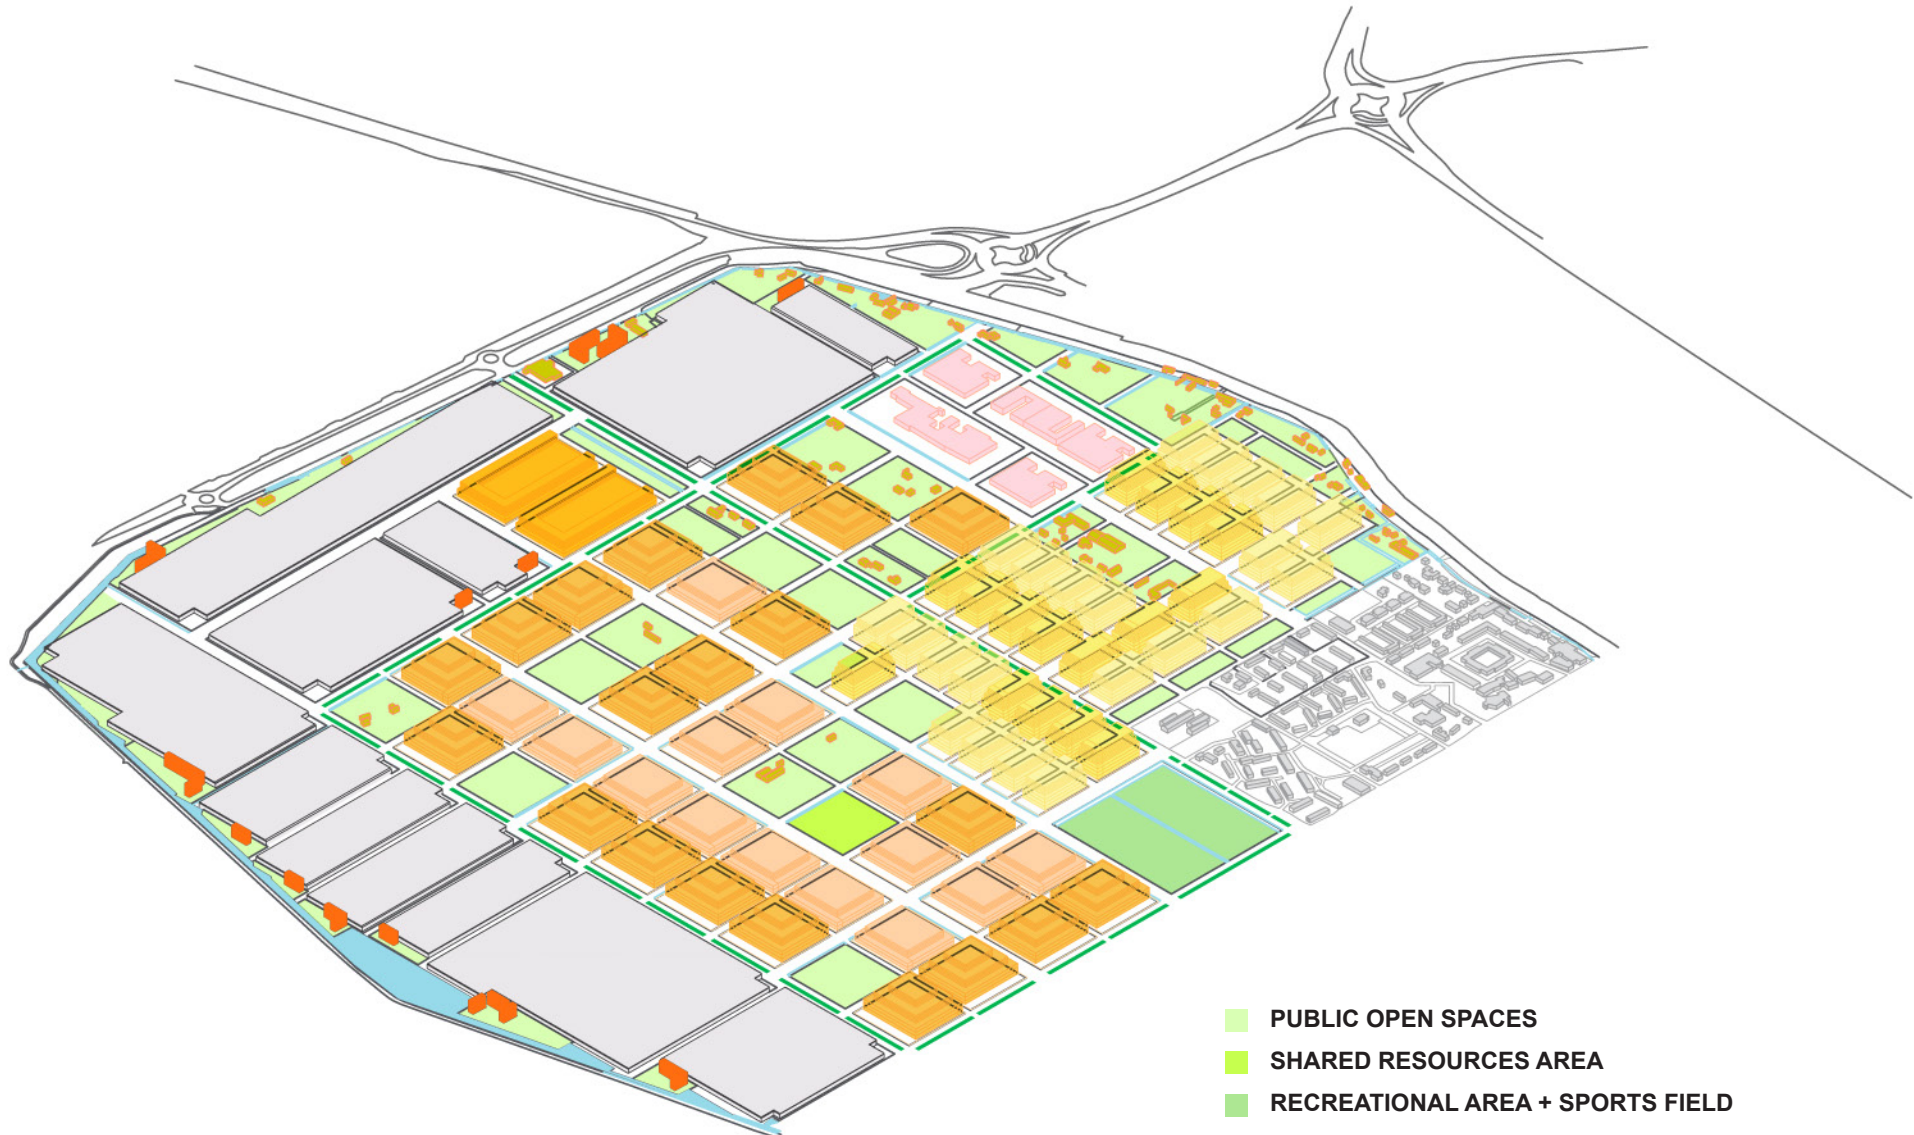 PUBLIC OPEN SPACES
SHARED RESOURCES AREA
RECREATIONAL AREA + SPORTS FIELD